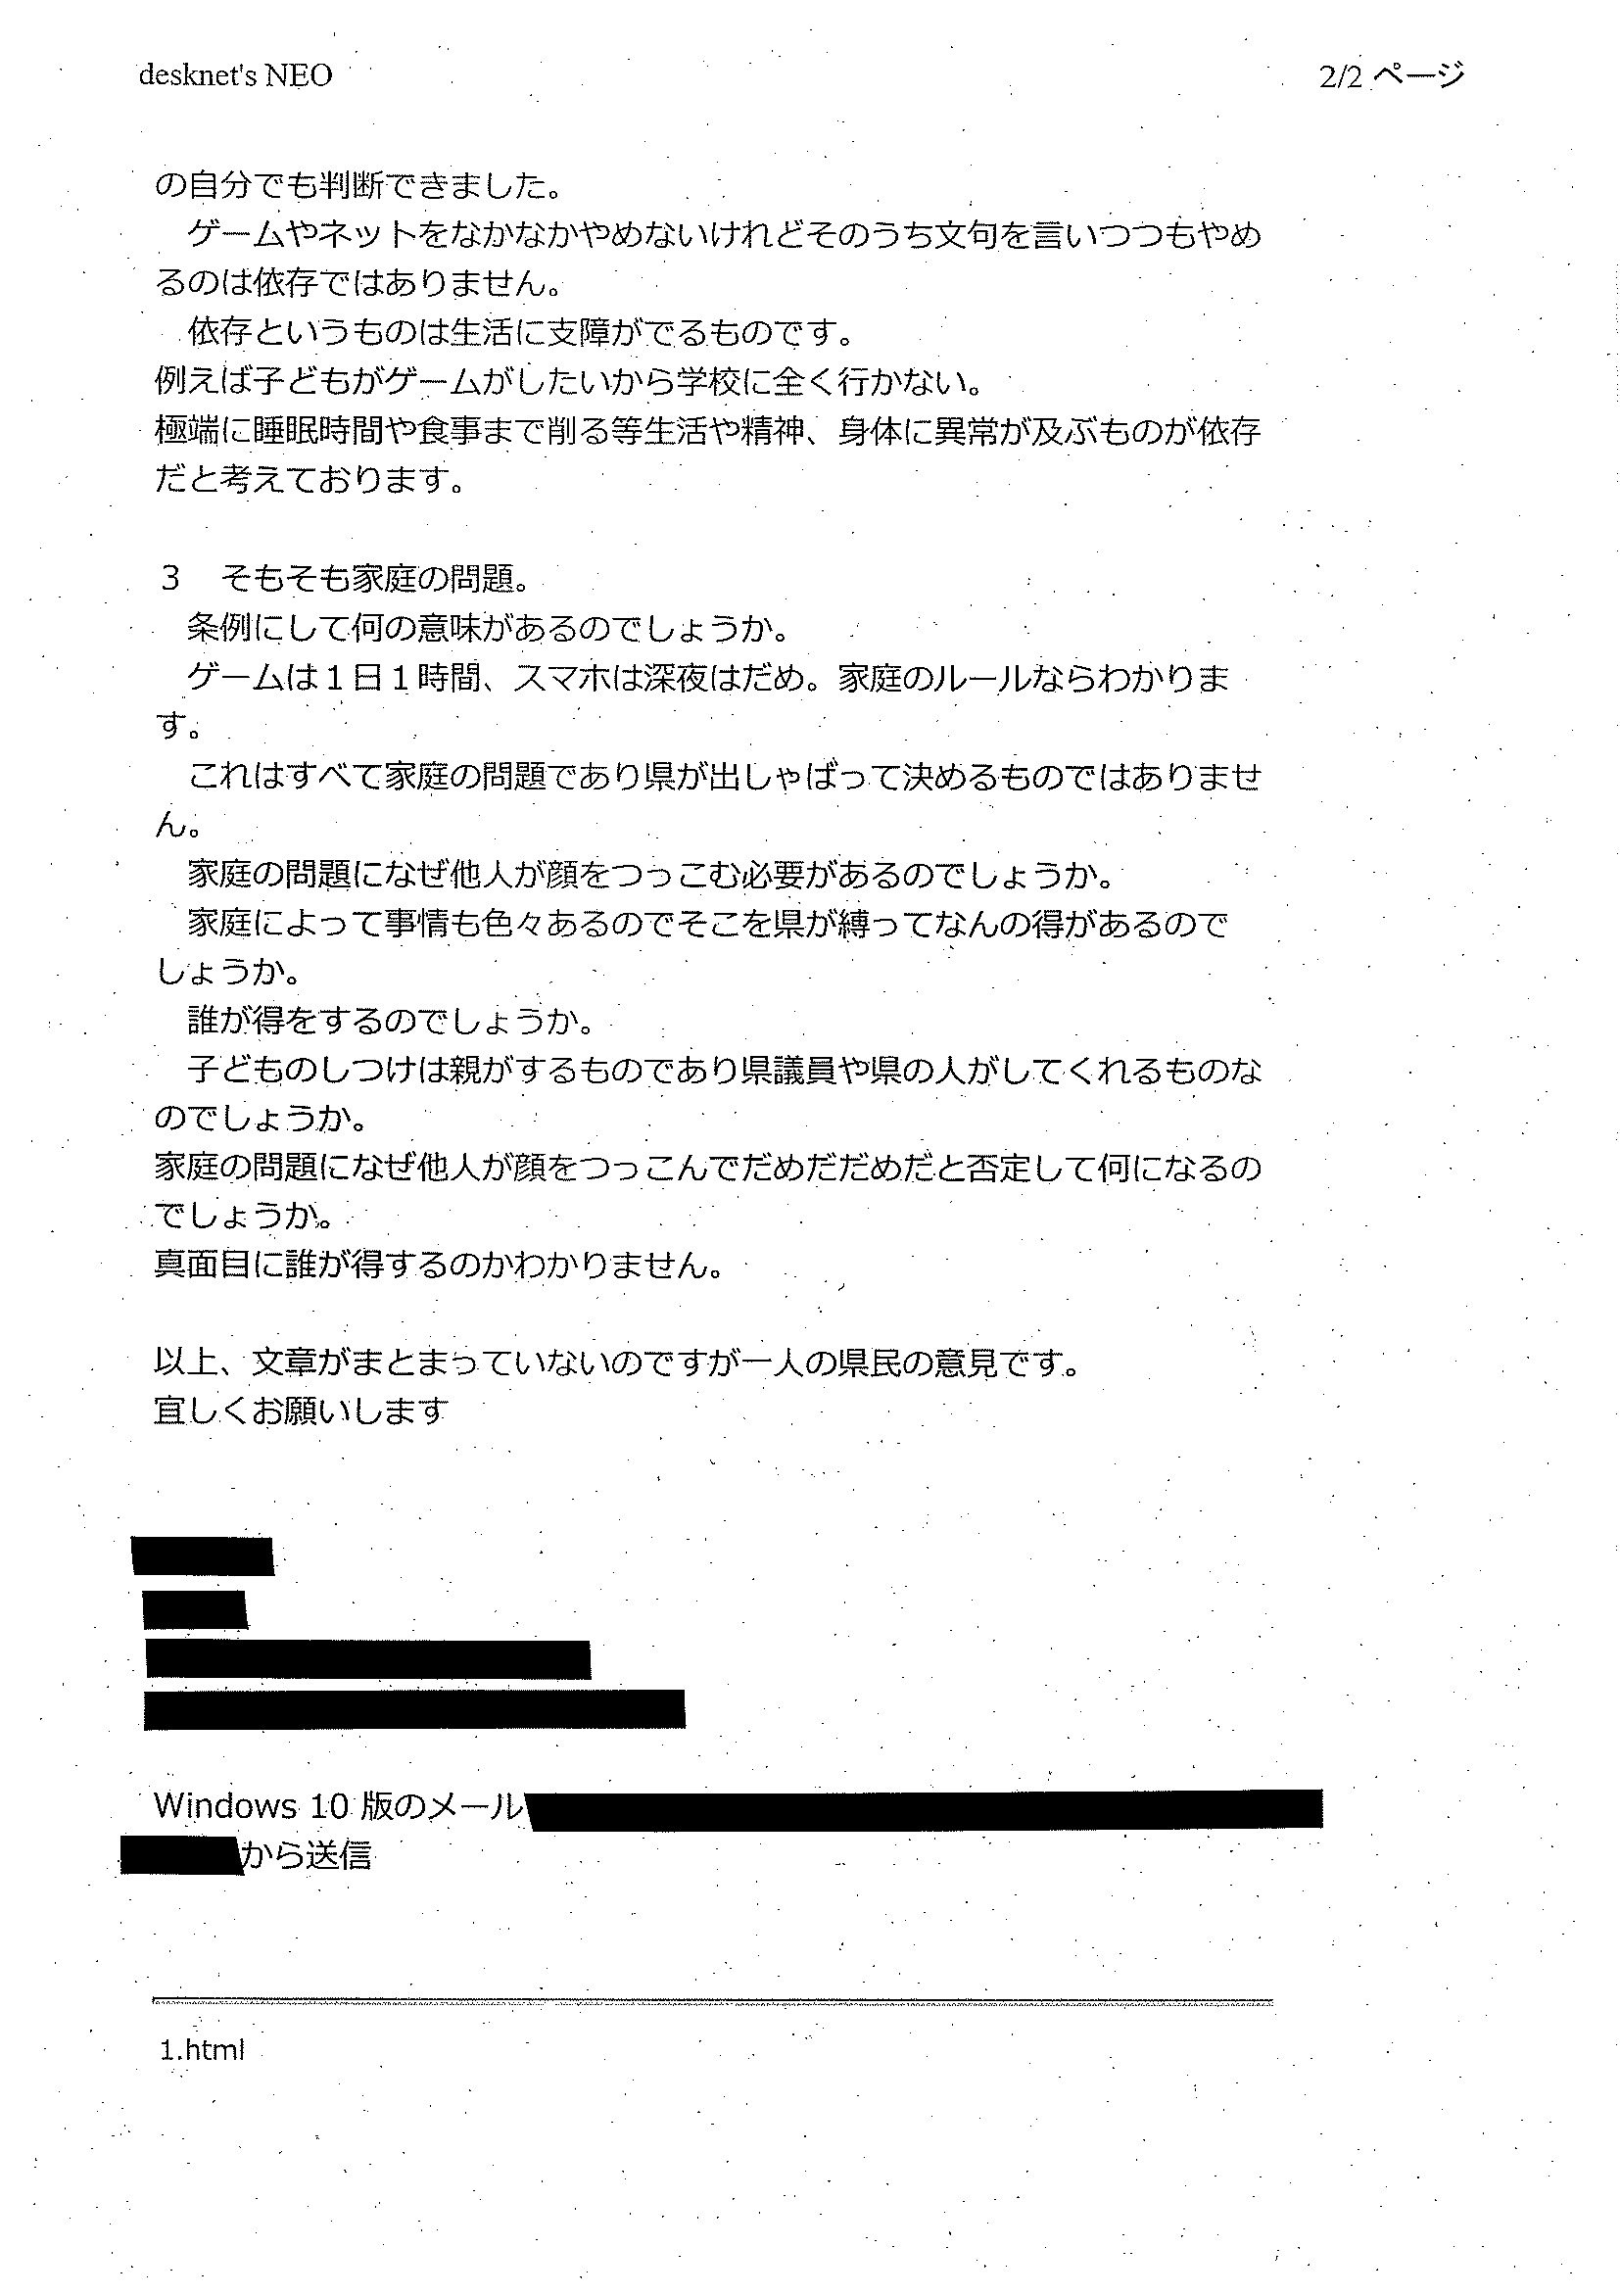 desknet's NEO
2/2 ページ
の自分でも判断できました。
ゲームやネットをなかなかやめないけれどそのうち文句を言いつつもやめ
るのは依存ではありません。
依存というものは生活に支障がでるものです。
例えば子どもがゲームがしたいから学校に全く行かない。
極端に睡眠時間や食事まで削る等生活や精神、身体に異常が及ぶものが依存
だと考えております。
３　そもそも家庭の問題。
条例にして何の意味があるのでしょうか。
ゲームは１日１時間、スマホは深夜はだめ。家庭のルールならわかりま
す。
これはすべて家庭の問題であり県が出しゃばって決めるものではありませ
ん。
家庭の問題になぜ他人が顔をつっこむ必要があるのでしょうか。
家庭によって事情も色々あるのでそこを県が縛ってなんの得があるので
しょうか。
誰が得をするのでしょうか。
子どものしつけは親がするものであり県議員や県の人がしてくれるものな
のでしょうか。
家庭の問題になぜ他人が顔をつっこんでだめだだめだと否定して何になるの
でしょうか。
真面目に誰が得するのかわかりません。
以上、文章がまとまっていないのですが一人の県民の意見です。
宜しくお願いします
Windows 10 版のメール
から送信
1.html